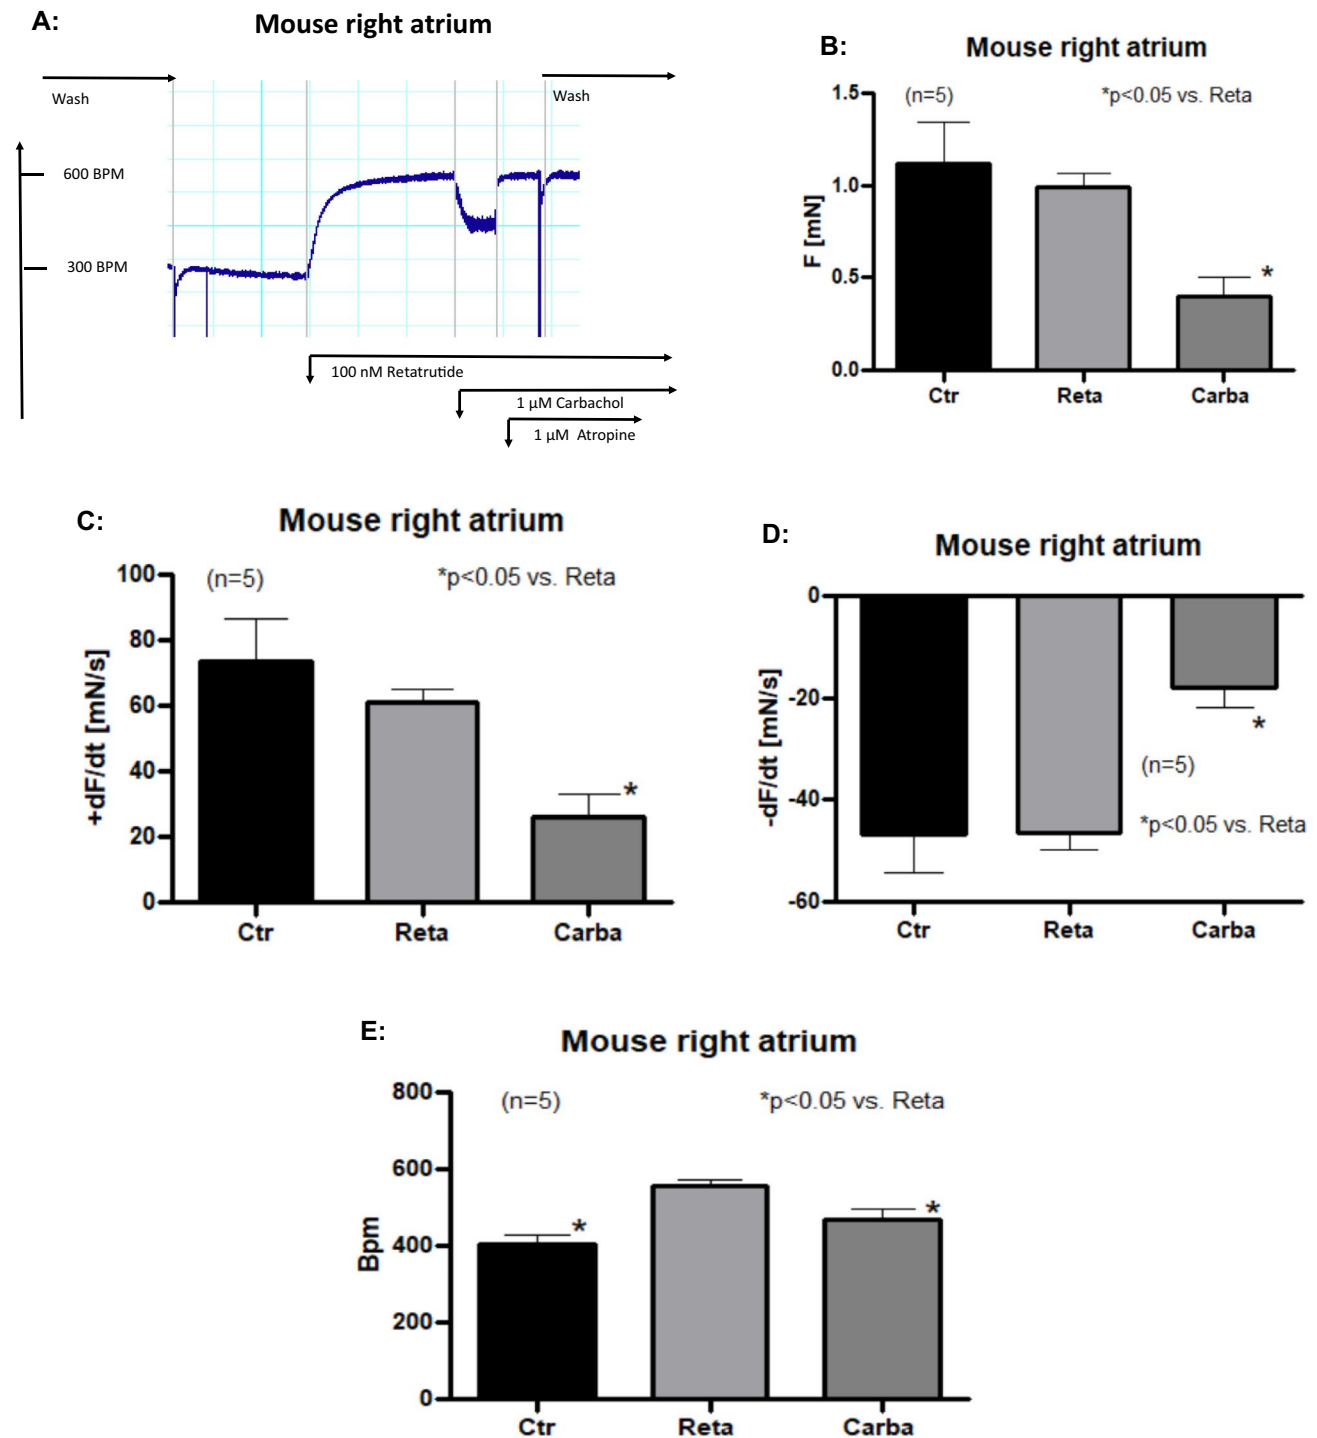 A:
Mouse right atrium
Wash
Wash
600 BPM
300 BPM
100 nM Retatrutide
1 µM Carbachol
1 µM Atropine
B:
Mouse right atrium
(n=5)
*p<0.05 vs. Reta
F [mN]
1.5
1.0
0.5
0.0
*
Ctr Reta Carba
C:
Mouse right atrium
(n=5)
*p<0.05 vs. Reta
+dF/dt [mN/s]
100
80
60
40
20
0
*
Ctr Reta Carba
D:
Mouse right atrium
-dF/dt [mN/s]
0
-20
-40
-60
*
(n=5)
*p<0.05 vs. Reta
Ctr Reta Carba
E:
Mouse right atrium
(n=5)
*p<0.05 vs. Reta
Bpm
800
600
400
200
0
*
*
Ctr Reta Carba